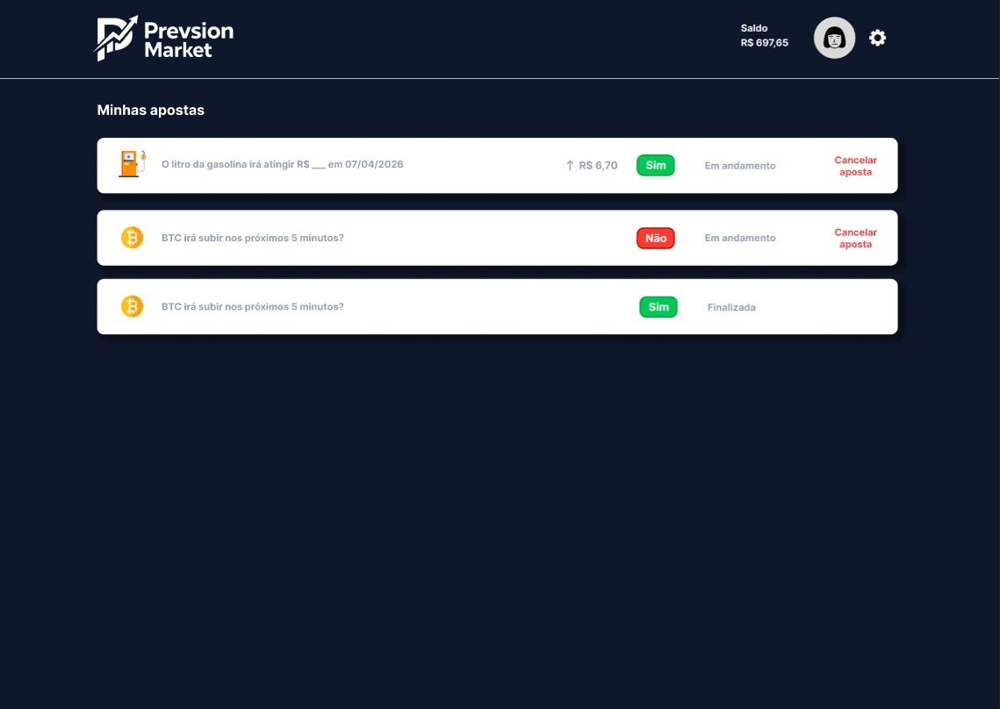 Prevsion
Market
Saldo
R$ 697,65
Minhas apostas
O litro da gasolina irá atingir R$ ___ em 07/04/2026
↑ R$ 6,70
Sim
Em andamento
Cancelar
aposta
BTC irá subir nos próximos 5 minutos?
Não
Em andamento
Cancelar
aposta
BTC irá subir nos próximos 5 minutos?
Sim
Finalizada